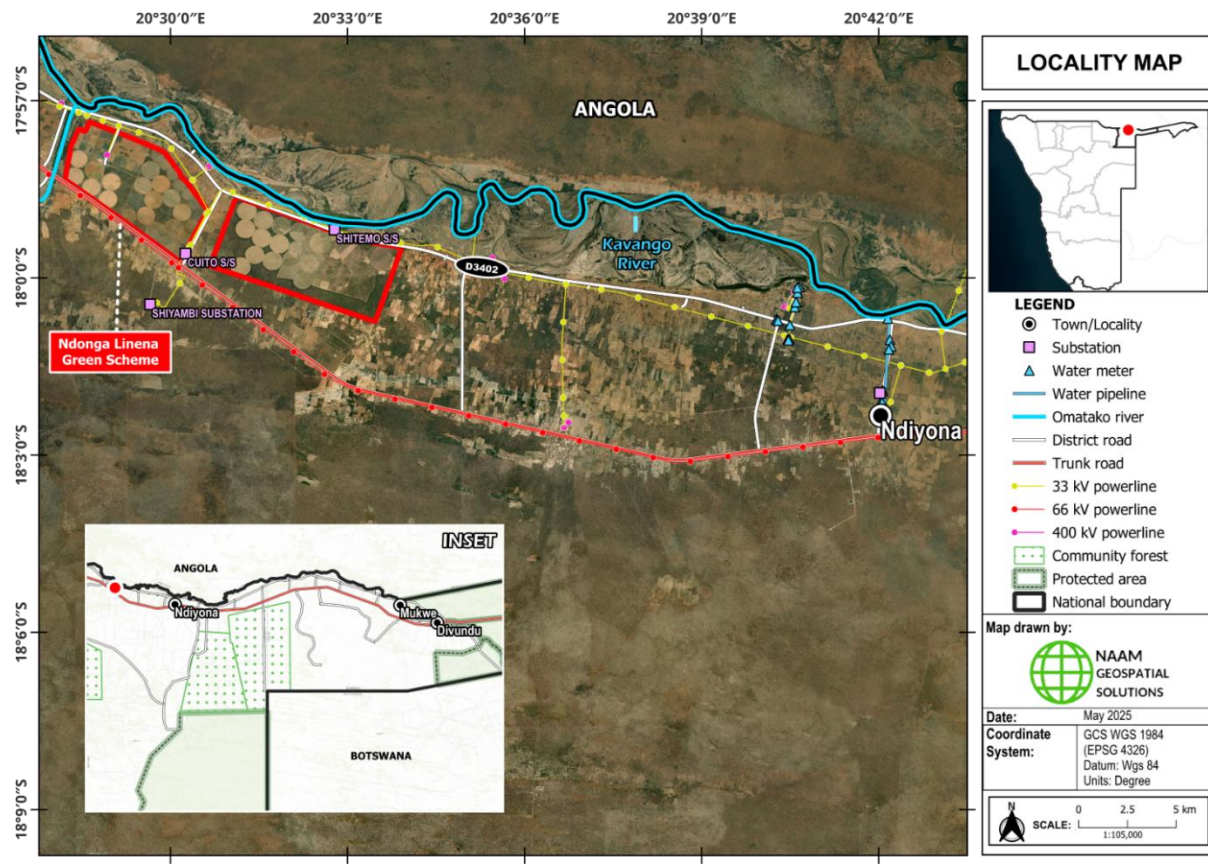 20°30'0"E
20°33'0"E
20°36'0"E
20°39'0"E
20°42'0"E
17°57'0"S
18°0'0"S
18°3'0"S
18°6'0"S
18°9'0"S
ANGOLA
Kavango
River
D3402
SHITEMO S/S
CUITO S/S
SHIYAMBI SUBSTATION
Ndonga Linena
Green Scheme
Ndiyona
INSET
ANGOLA
Ndiyona
Mukwe
Divundu
BOTSWANA
LOCALITY MAP
LEGEND
Town/Locality
Substation
Water meter
Water pipeline
Omatako river
District road
Trunk road
33 kV powerline
66 kV powerline
400 kV powerline
Community forest
Protected area
National boundary
Map drawn by:
NAAM
GEOSPATIAL
SOLUTIONS
Date: May 2025
Coordinate System: GCS WGS 1984
(EPSG 4326)
Datum: Wgs 84
Units: Degree
N
SCALE:
0 2.5 5 km
1:105,000